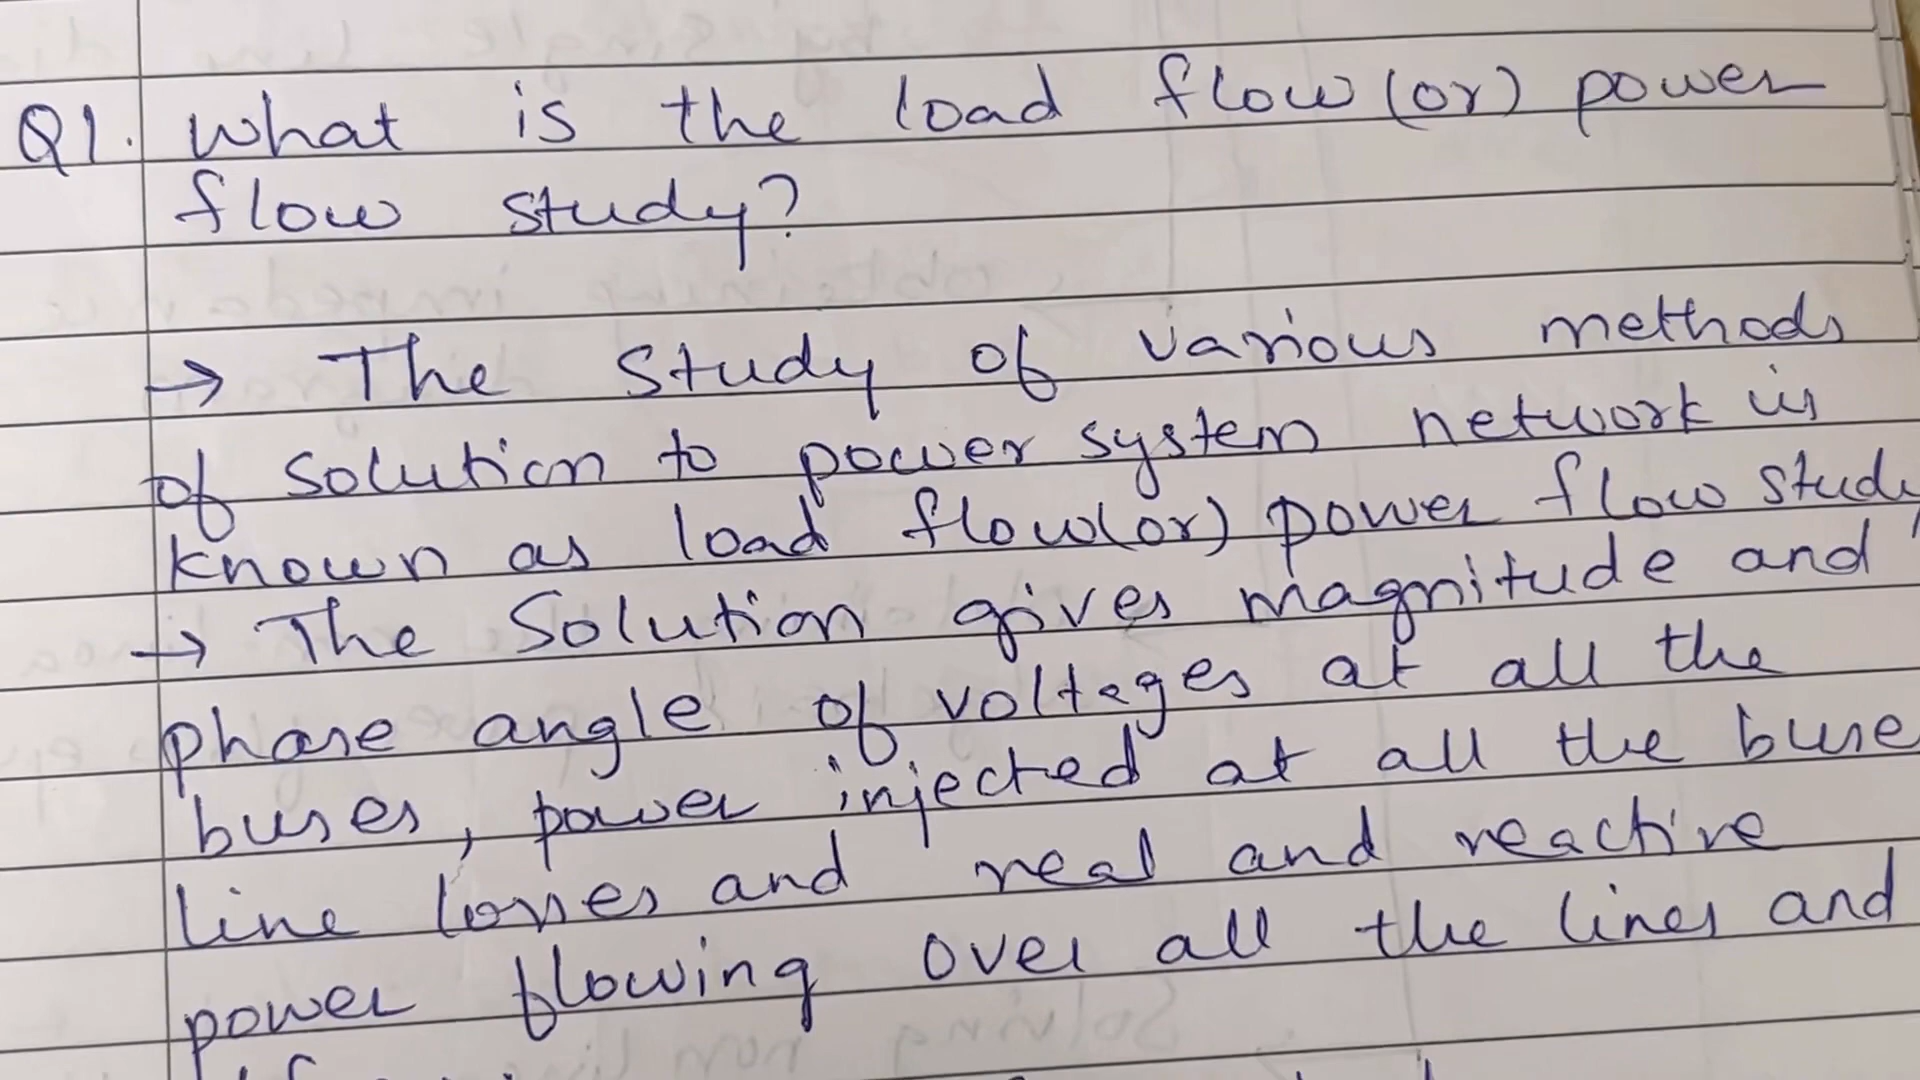 Q1. What is the load flow (or) power
flow study?
→ The study of various methods
of solution to power system network is
known as load flow(or) power flow study
→ The Solution gives magnitude and
phase angle of voltages at all the
buses, power injected at all the buse
line losses and real and reactive
power flowing over all the lines and